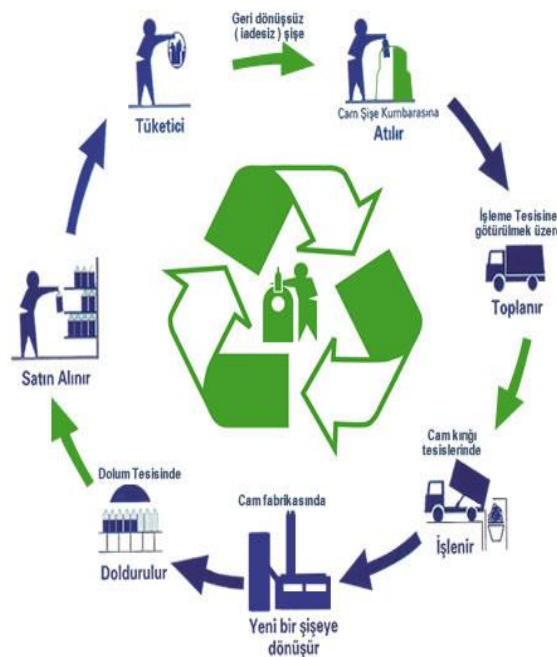 Geri dönüşsüz
( iadesiz ) şişe
Tüketici
Cam Şişe Kumbarasına
Atılır
İşleme Tesisine
götürülmek üzere
Toplanır
Cam kırığı
tesislerinde
İşlenir
Cam fabrikasında
Yeni bir şişeye
dönüşür
Dolum Tesisinde
Doldurulur
Satın Alınır